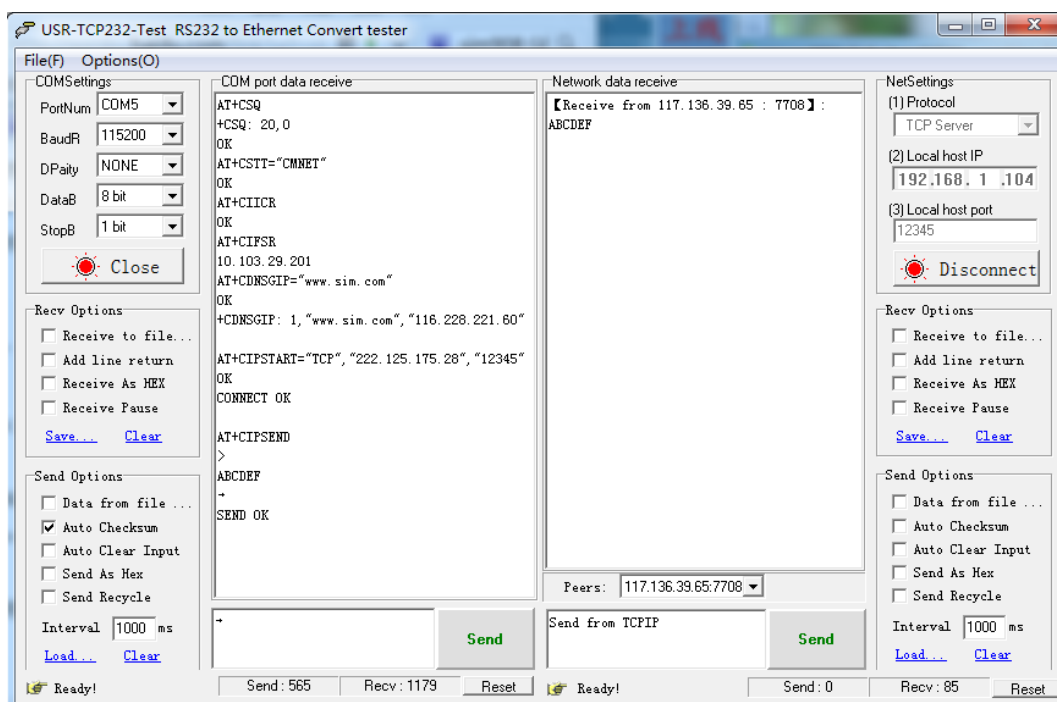 USR-TCP232-Test RS232 to Ethernet Convert tester
File(F) Options(O)
COMSettings
PortNum COM5
BaudR 115200
DPaity NONE
DataB 8 bit
StopB 1 bit
Close
Recv Options
Receive to file...
Add line return
Receive As HEX
Receive Pause
Save... Clear
Send Options
Data from file ...
Auto Checksum
Auto Clear Input
Send As Hex
Send Recycle
Interval 1000 ms
Load... Clear
COM port data receive
AT+CSQ
+CSQ: 20,0
OK
AT+CSTT="CMNET"
OK
AT+CIICR
OK
AT+CIFSR
10.103.29.201
AT+CDNSGIP="www.sim.com"
OK
+CDNSGIP: 1,"www.sim.com","116.228.221.60"
AT+CIPSTART="TCP","222.125.175.28","12345"
OK
CONNECT OK
AT+CIPSEND
>
ABCDEF
→
SEND OK
→
Send
Network data receive
【Receive from 117.136.39.65 : 7708】:
ABCDEF
Peers: 117.136.39.65:7708
Send from TCPIP
Send
NetSettings
(1) Protocol
TCP Server
(2) Local host IP
192.168. 1 .104
(3) Local host port
12345
Disconnect
Recv Options
Receive to file...
Add line return
Receive As HEX
Receive Pause
Save... Clear
Send Options
Data from file ...
Auto Checksum
Auto Clear Input
Send As Hex
Send Recycle
Interval 1000 ms
Load... Clear
Ready! Send : 565 Recv : 1179 Reset
Ready! Send : 0 Recv : 85 Reset